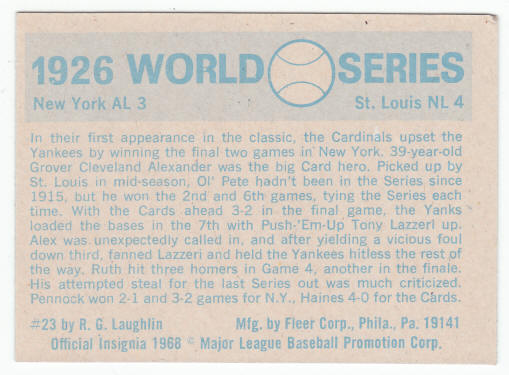 1926 WORLD SERIES
New York AL 3 St. Louis NL 4
In their first appearance in the classic, the Cardinals upset the
Yankees by winning the final two games in New York. 39-year-old
Grover Cleveland Alexander was the big Card hero. Picked up by
St. Louis in mid-season, Ol' Pete hadn't been in the Series since
1915, but he won the 2nd and 6th games, tying the Series each
time. With the Cards ahead 3-2 in the final game, the Yanks
loaded the bases in the 7th with Push-'Em-Up Tony Lazzeri up.
Alex was unexpectedly called in, and after yielding a vicious foul
down third, fanned Lazzeri and held the Yankees hitless the rest of
the way. Ruth hit three homers in Game 4, another in the finale.
His attempted steal for the last Series out was much criticized.
Pennock won 2-1 and 3-2 games for N.Y., Haines 4-0 for the Cards.
#23 by R. G. Laughlin Mfg. by Fleer Corp., Phila., Pa. 19141
Official Insignia 1968 © Major League Baseball Promotion Corp.